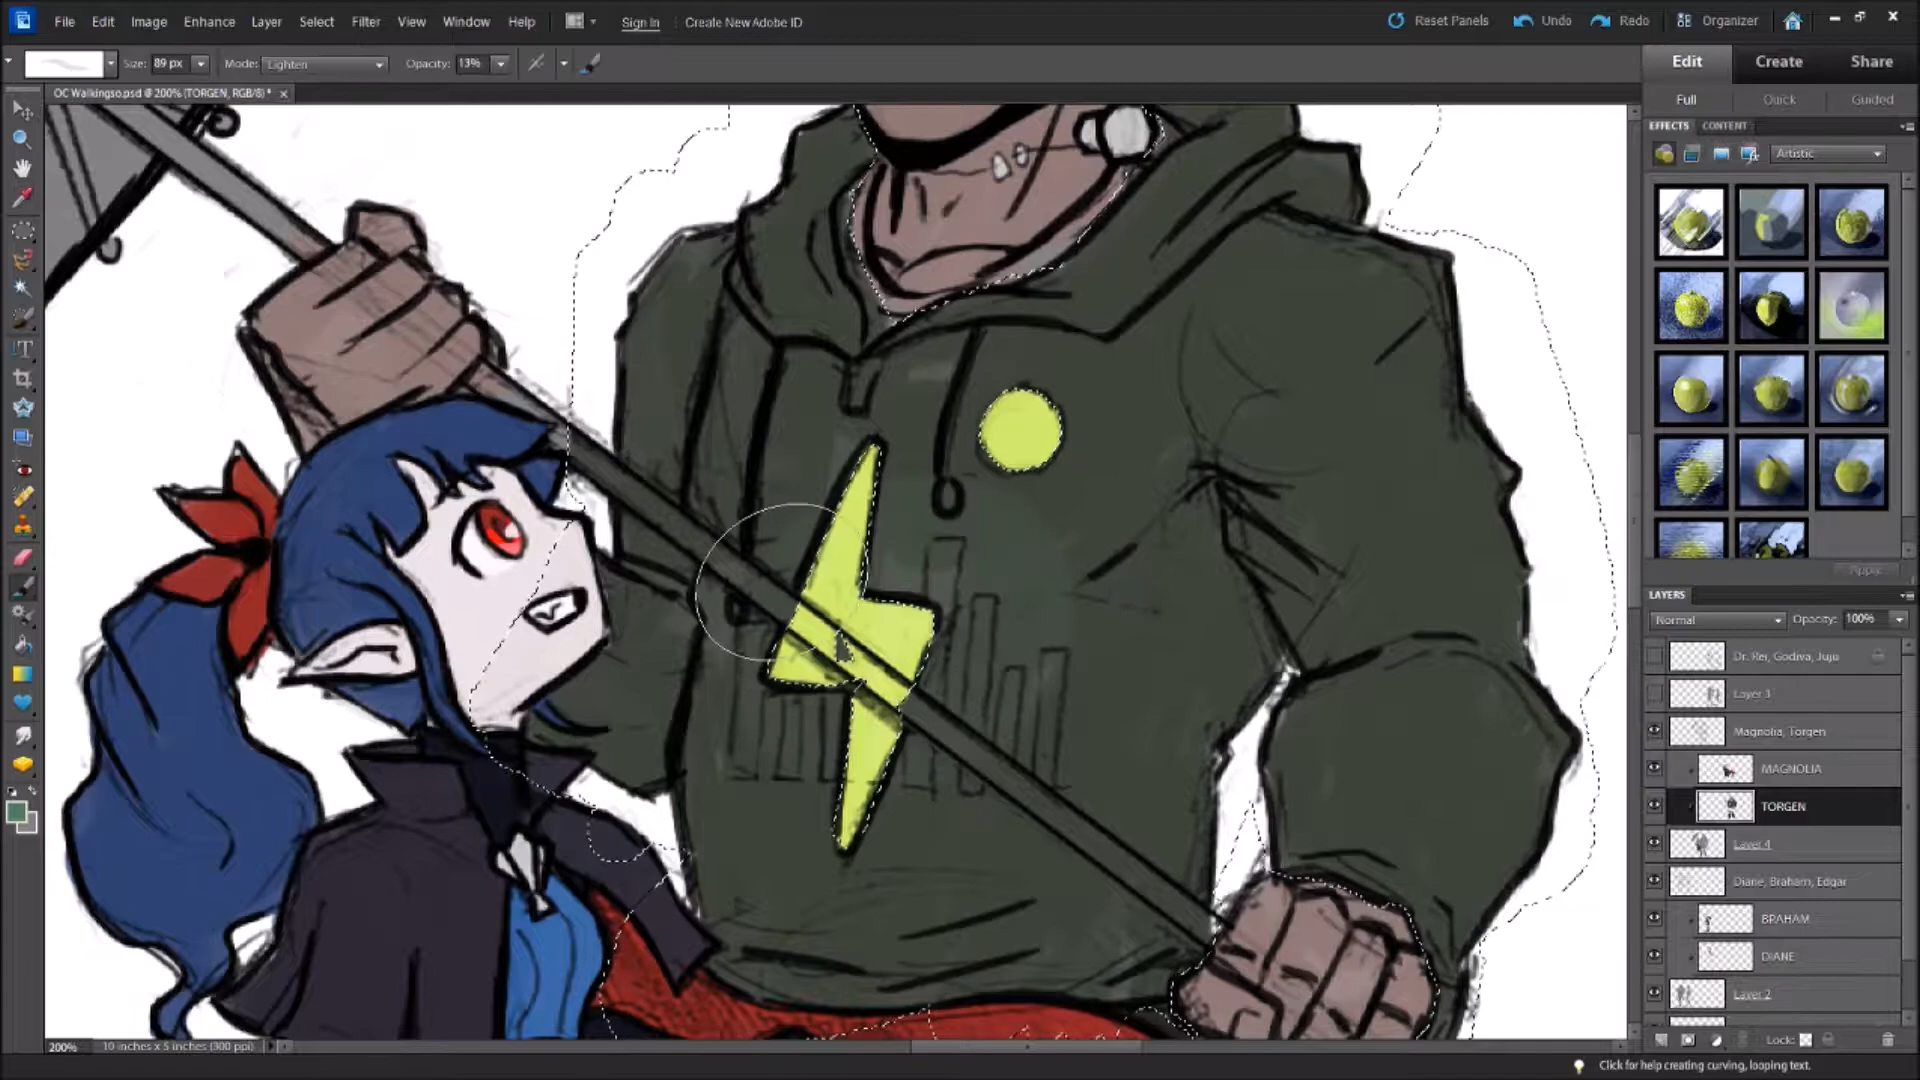 File Edit Image Enhance Layer Select Filter View Window Help Sign In Create New Adobe ID Reset Panels Undo Redo Organizer
Size: 89 px Mode: Lighten Opacity: 13%
Edit Create Share
OC Walkingso.psd @ 200% (TORGEN, RGB/8) *
Full Quick Guided
EFFECTS CONTENT
Artistic
Apply
LAYERS
Normal Opacity: 100%
Dr. Rei, Godiva, Juju
Layer 3
Magnolia, Torgen
MAGNOLIA
TORGEN
Layer 4
Diane, Braham, Edgar
BRAHAM
DIANE
Layer 2
Lock:
200% 10 inches x 5 inches (300 ppi)
Click for help creating curving, looping text.